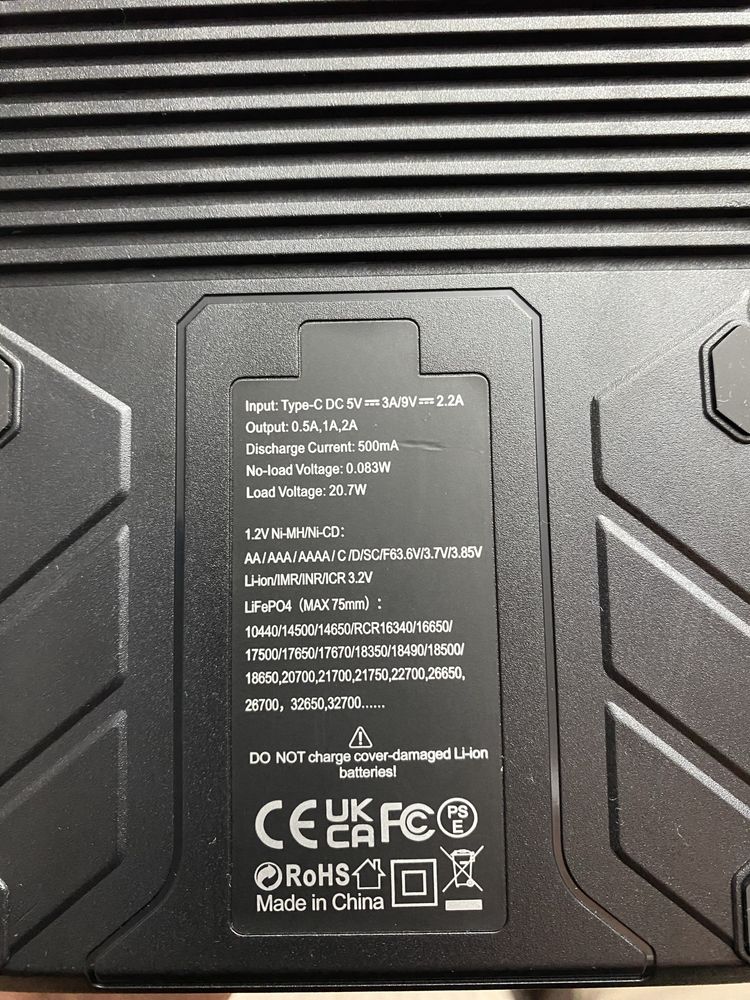 Input: Type-C DC 5V⎓3A/9V⎓2.2A
Output: 0.5A,1A,2A
Discharge Current: 500mA
No-load Voltage: 0.083W
Load Voltage: 20.7W
1.2V Ni-MH/Ni-CD:
AA / AAA / AAAA / C /D/SC/F63.6V/3.7V/3.85V
Li-ion/IMR/INR/ICR 3.2V
LiFePO4（MAX 75mm）:
10440/14500/14650/RCR16340/16650/
17500/17650/17670/18350/18490/18500/
18650,20700,21700,21750,22700,26650,
26700，32650,32700......
DO NOT charge cover-damaged Li-ion
batteries!
CE UK CA FC PS E
RoHS
Made in China